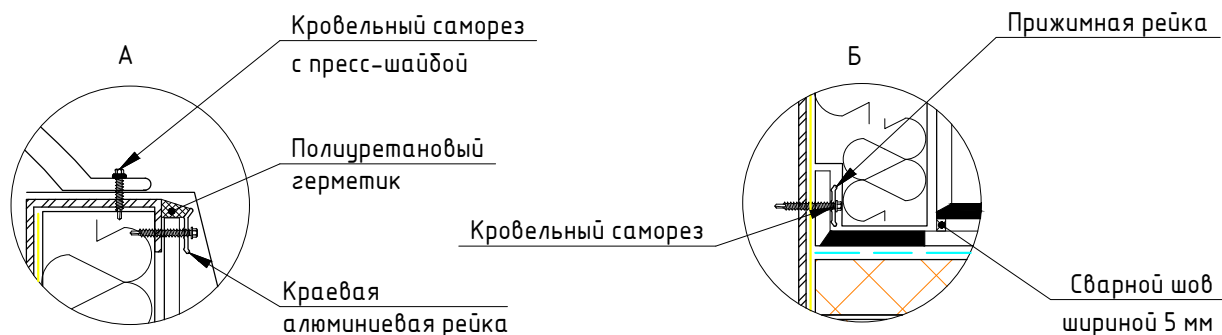 А
Кровельный саморез
с пресс-шайбой
Полиуретановый
герметик
Краевая
алюминиевая рейка
Б
Прижимная рейка
Кровельный саморез
Сварной шов
шириной 5 мм